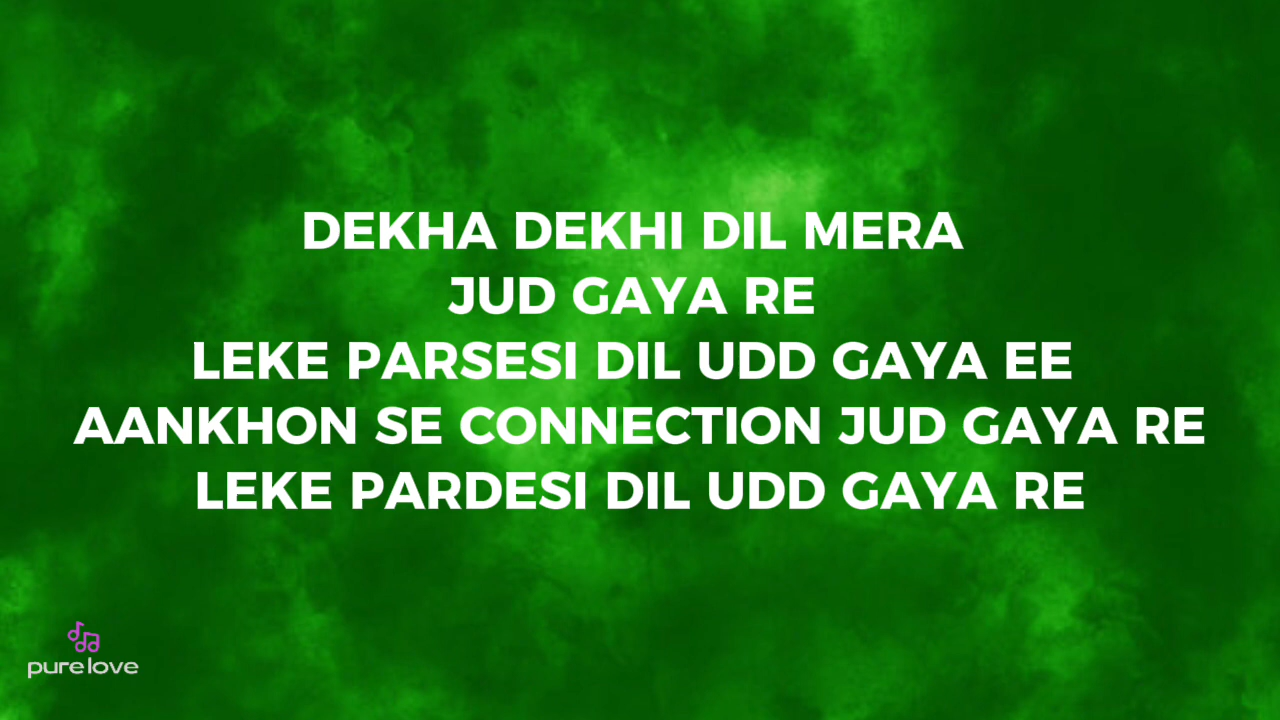 DEKHA DEKHI DIL MERA
JUD GAYA RE
LEKE PARSESI DIL UDD GAYA EE
AANKHON SE CONNECTION JUD GAYA RE
LEKE PARDESI DIL UDD GAYA RE
pure love